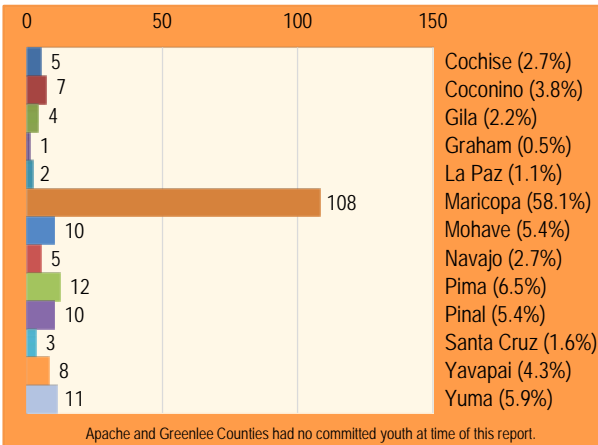 0 50 100 150
5 Cochise (2.7%)
7 Coconino (3.8%)
4 Gila (2.2%)
1 Graham (0.5%)
2 La Paz (1.1%)
108 Maricopa (58.1%)
10 Mohave (5.4%)
5 Navajo (2.7%)
12 Pima (6.5%)
10 Pinal (5.4%)
3 Santa Cruz (1.6%)
8 Yavapai (4.3%)
11 Yuma (5.9%)
Apache and Greenlee Counties had no committed youth at time of this report.